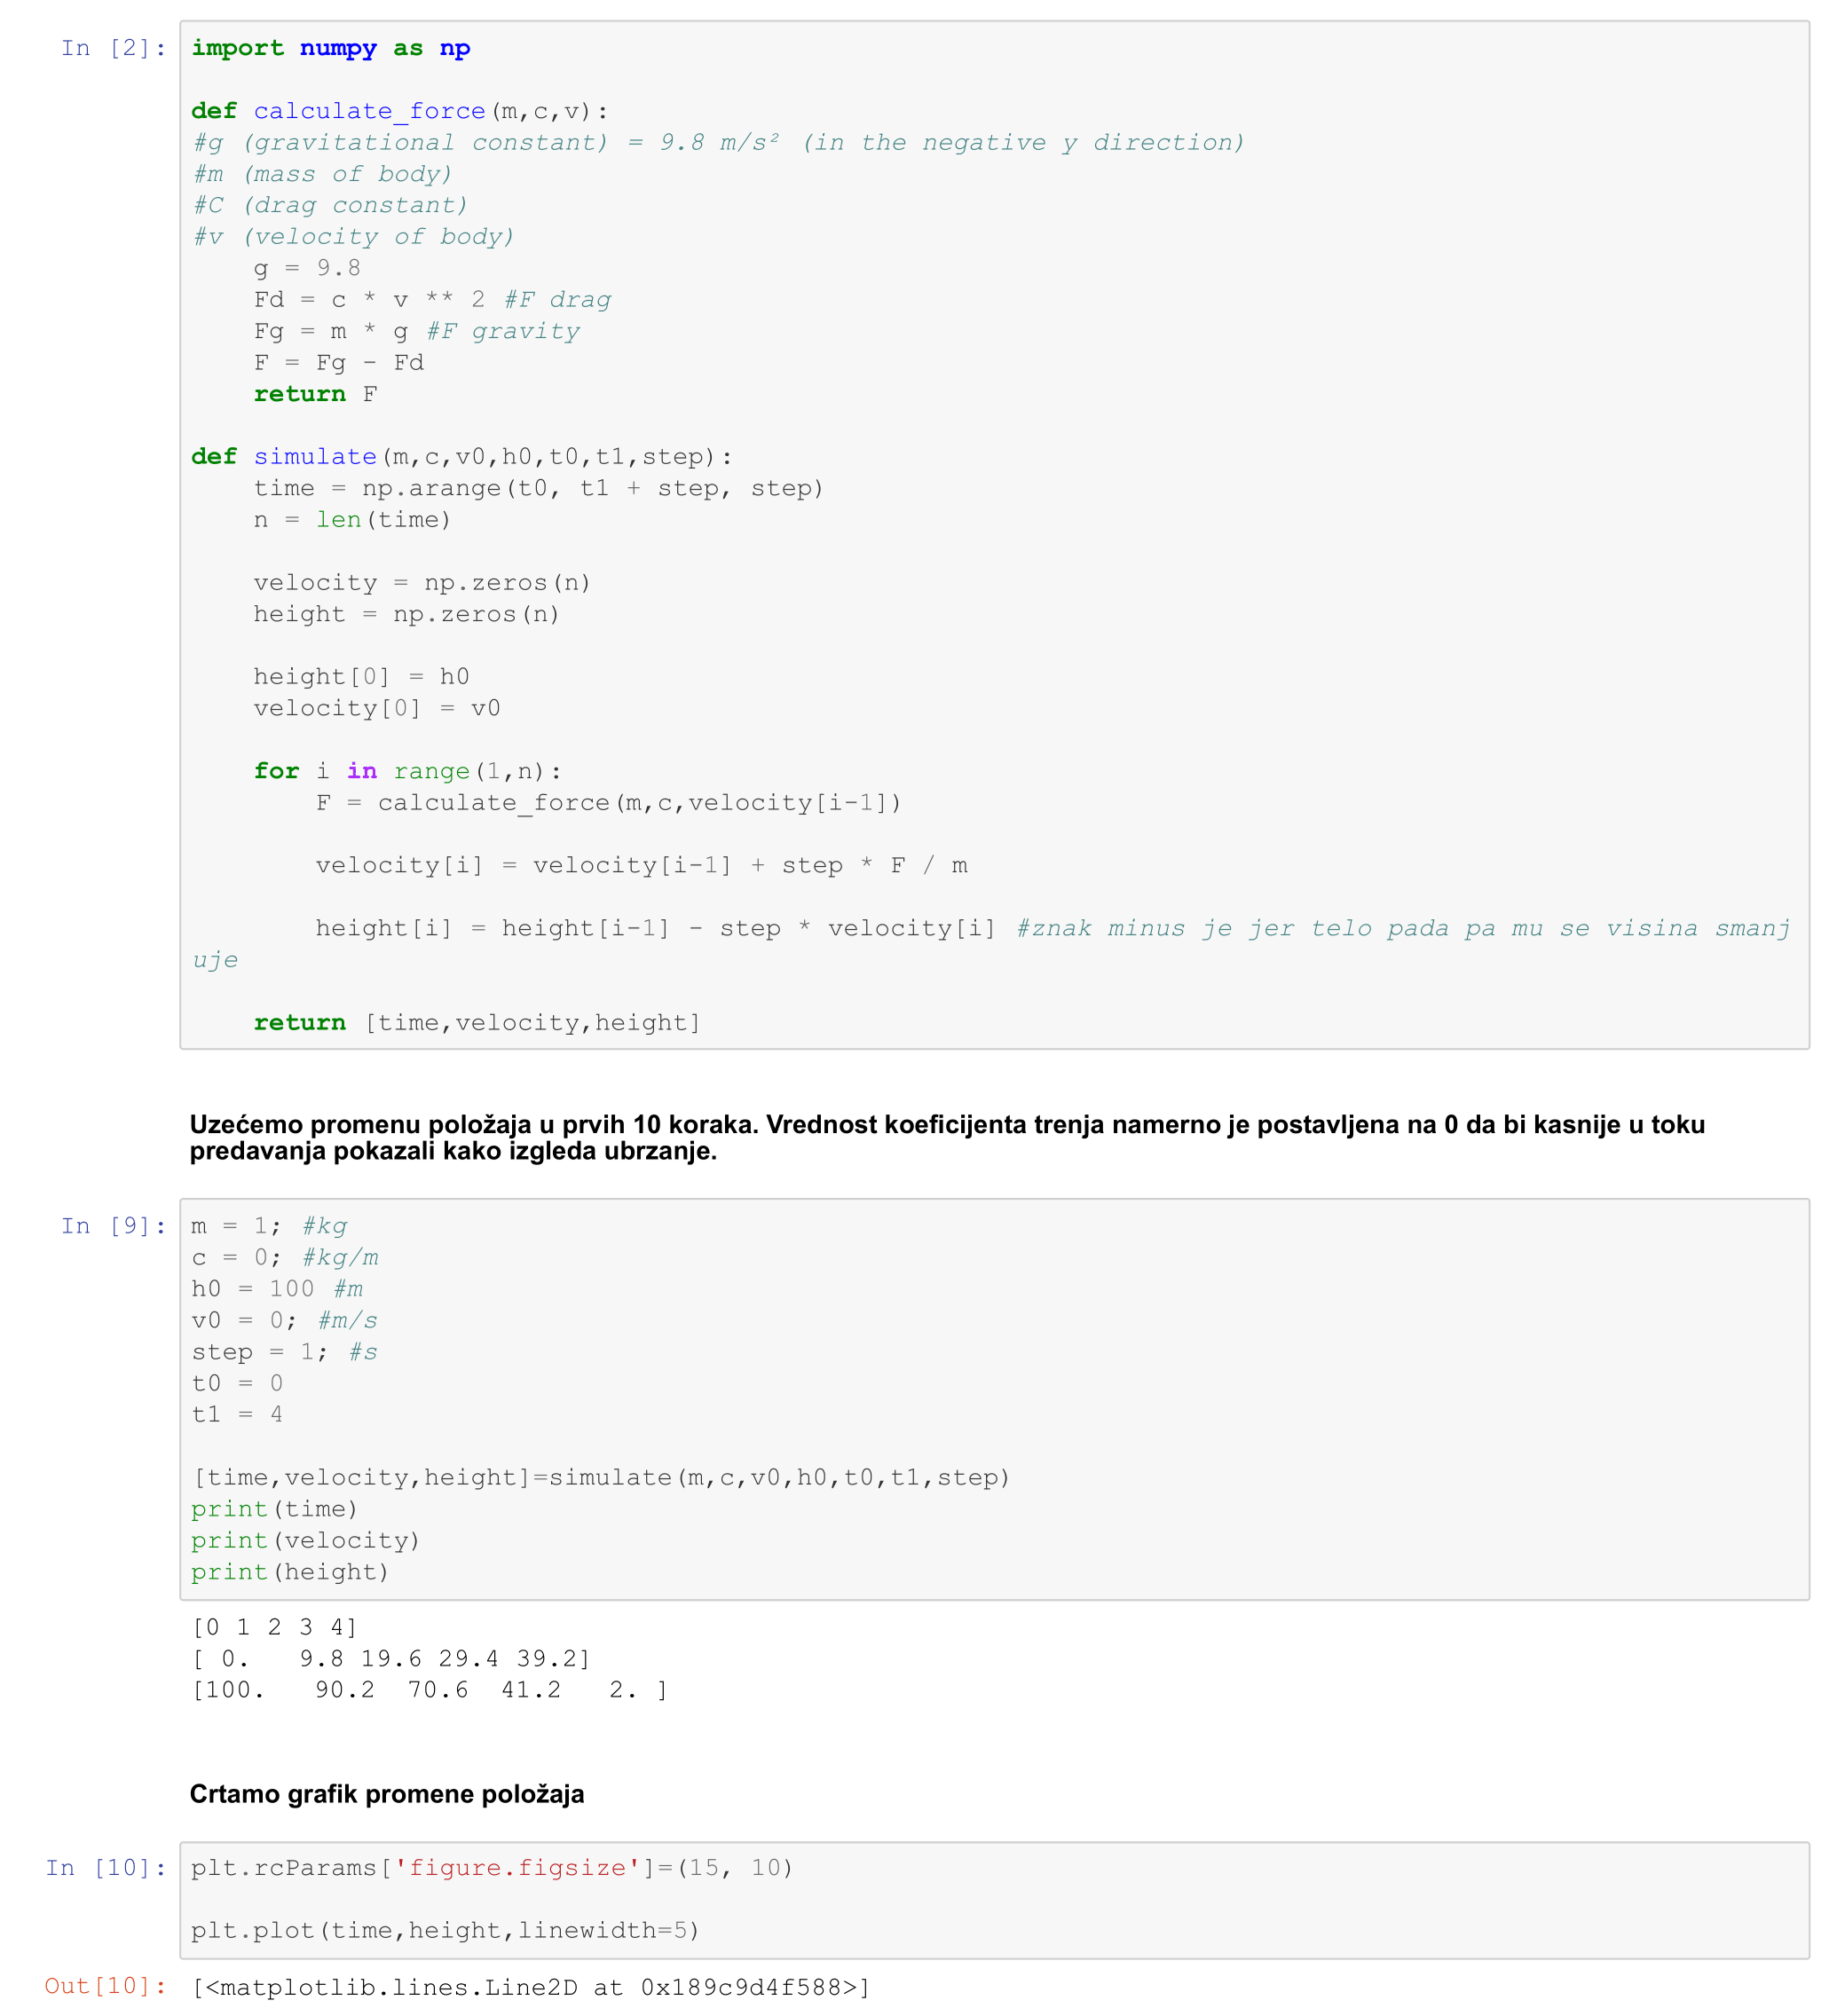 In [2]: import numpy as np
def calculate_force(m,c,v):
#g (gravitational constant) = 9.8 m/s² (in the negative y direction)
#m (mass of body)
#C (drag constant)
#v (velocity of body)
    g = 9.8
    Fd = c * v ** 2 #F drag
    Fg = m * g #F gravity
    F = Fg - Fd
    return F
def simulate(m,c,v0,h0,t0,t1,step):
    time = np.arange(t0, t1 + step, step)
    n = len(time)
    velocity = np.zeros(n)
    height = np.zeros(n)
    height[0] = h0
    velocity[0] = v0
    for i in range(1,n):
        F = calculate_force(m,c,velocity[i-1])
        velocity[i] = velocity[i-1] + step * F / m
        height[i] = height[i-1] - step * velocity[i] #znak minus je jer telo pada pa mu se visina smanj
uje
    return [time,velocity,height]
Uzećemo promenu položaja u prvih 10 koraka. Vrednost koeficijenta trenja namerno je postavljena na 0 da bi kasnije u toku
predavanja pokazali kako izgleda ubrzanje.
In [9]: m = 1; #kg
c = 0; #kg/m
h0 = 100 #m
v0 = 0; #m/s
step = 1; #s
t0 = 0
t1 = 4
[time,velocity,height]=simulate(m,c,v0,h0,t0,t1,step)
print(time)
print(velocity)
print(height)
[0 1 2 3 4]
[ 0.   9.8 19.6 29.4 39.2]
[100.   90.2  70.6  41.2   2. ]
Crtamo grafik promene položaja
In [10]: plt.rcParams['figure.figsize']=(15, 10)
plt.plot(time,height,linewidth=5)
Out[10]: [<matplotlib.lines.Line2D at 0x189c9d4f588>]